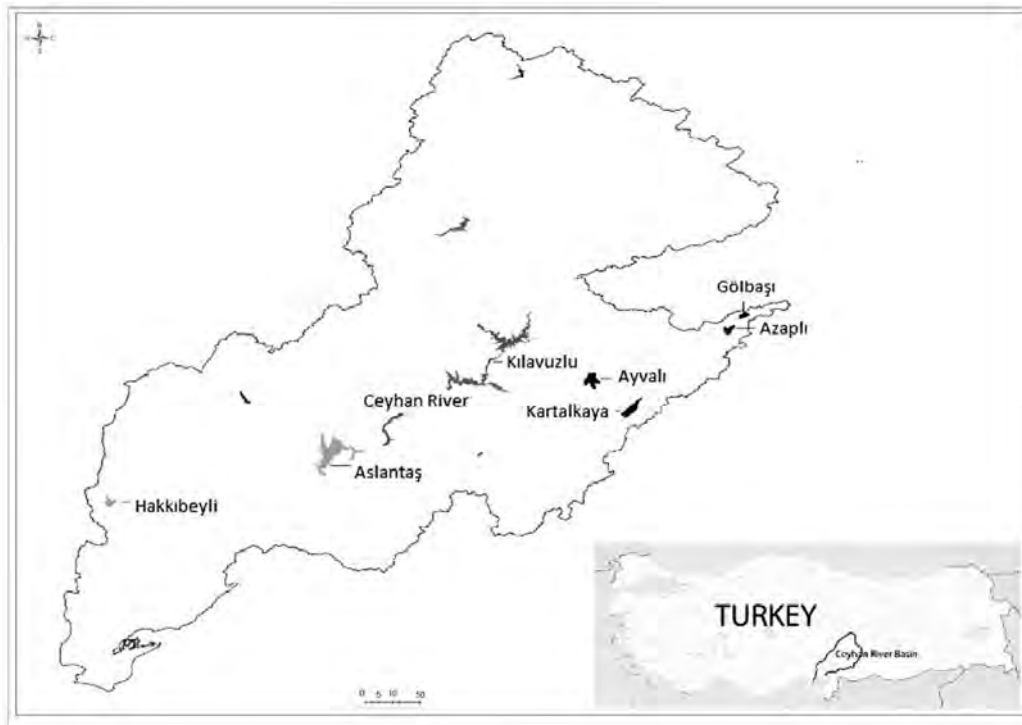 Gölbaşı
Azaplı
Kılavuzlu
Ayvalı
Ceyhan River
Kartalkaya
Aslantaş
Hakkıbeyli
TURKEY
Ceyhan River Basin
0 5 10 50